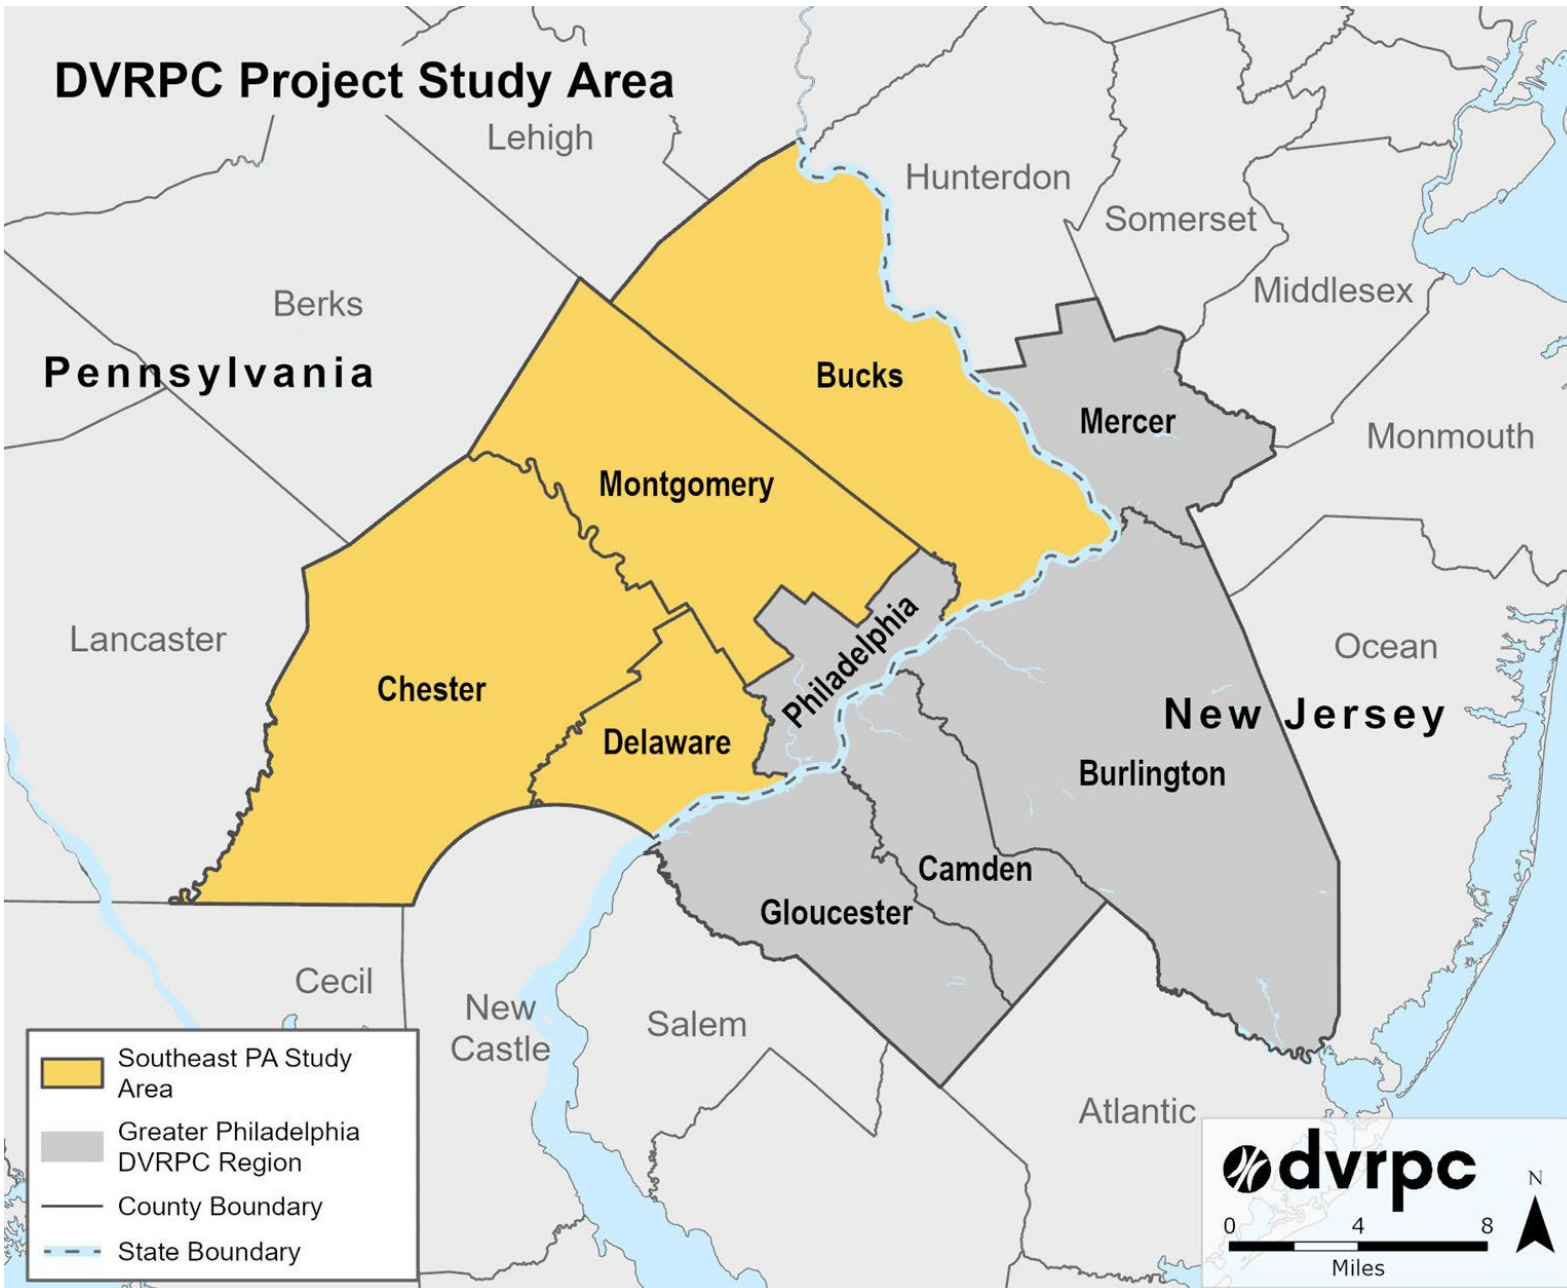 DVRPC Project Study Area
Lehigh
Hunterdon
Somerset
Middlesex
Berks
Pennsylvania
Bucks
Mercer
Monmouth
Montgomery
Lancaster
Philadelphia
Ocean
Chester
Delaware
New Jersey
Burlington
Camden
Gloucester
Cecil
New
Castle
Salem
Atlantic
Southeast PA Study
Area
Greater Philadelphia
DVRPC Region
County Boundary
State Boundary
dvrpc
N
0 4 8
Miles